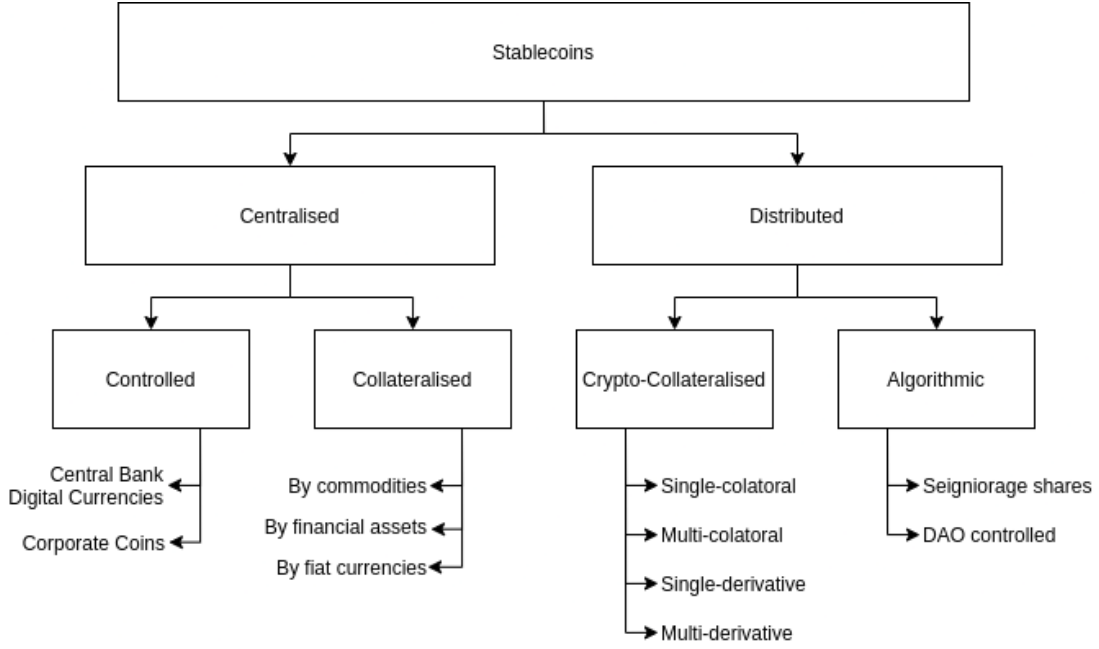 Stablecoins
Centralised
Distributed
Controlled
Collateralised
Crypto-Collateralised
Algorithmic
Central Bank
Digital Currencies
Corporate Coins
By commodities
By financial assets
By fiat currencies
Single-colatoral
Multi-colatoral
Single-derivative
Multi-derivative
Seigniorage shares
DAO controlled